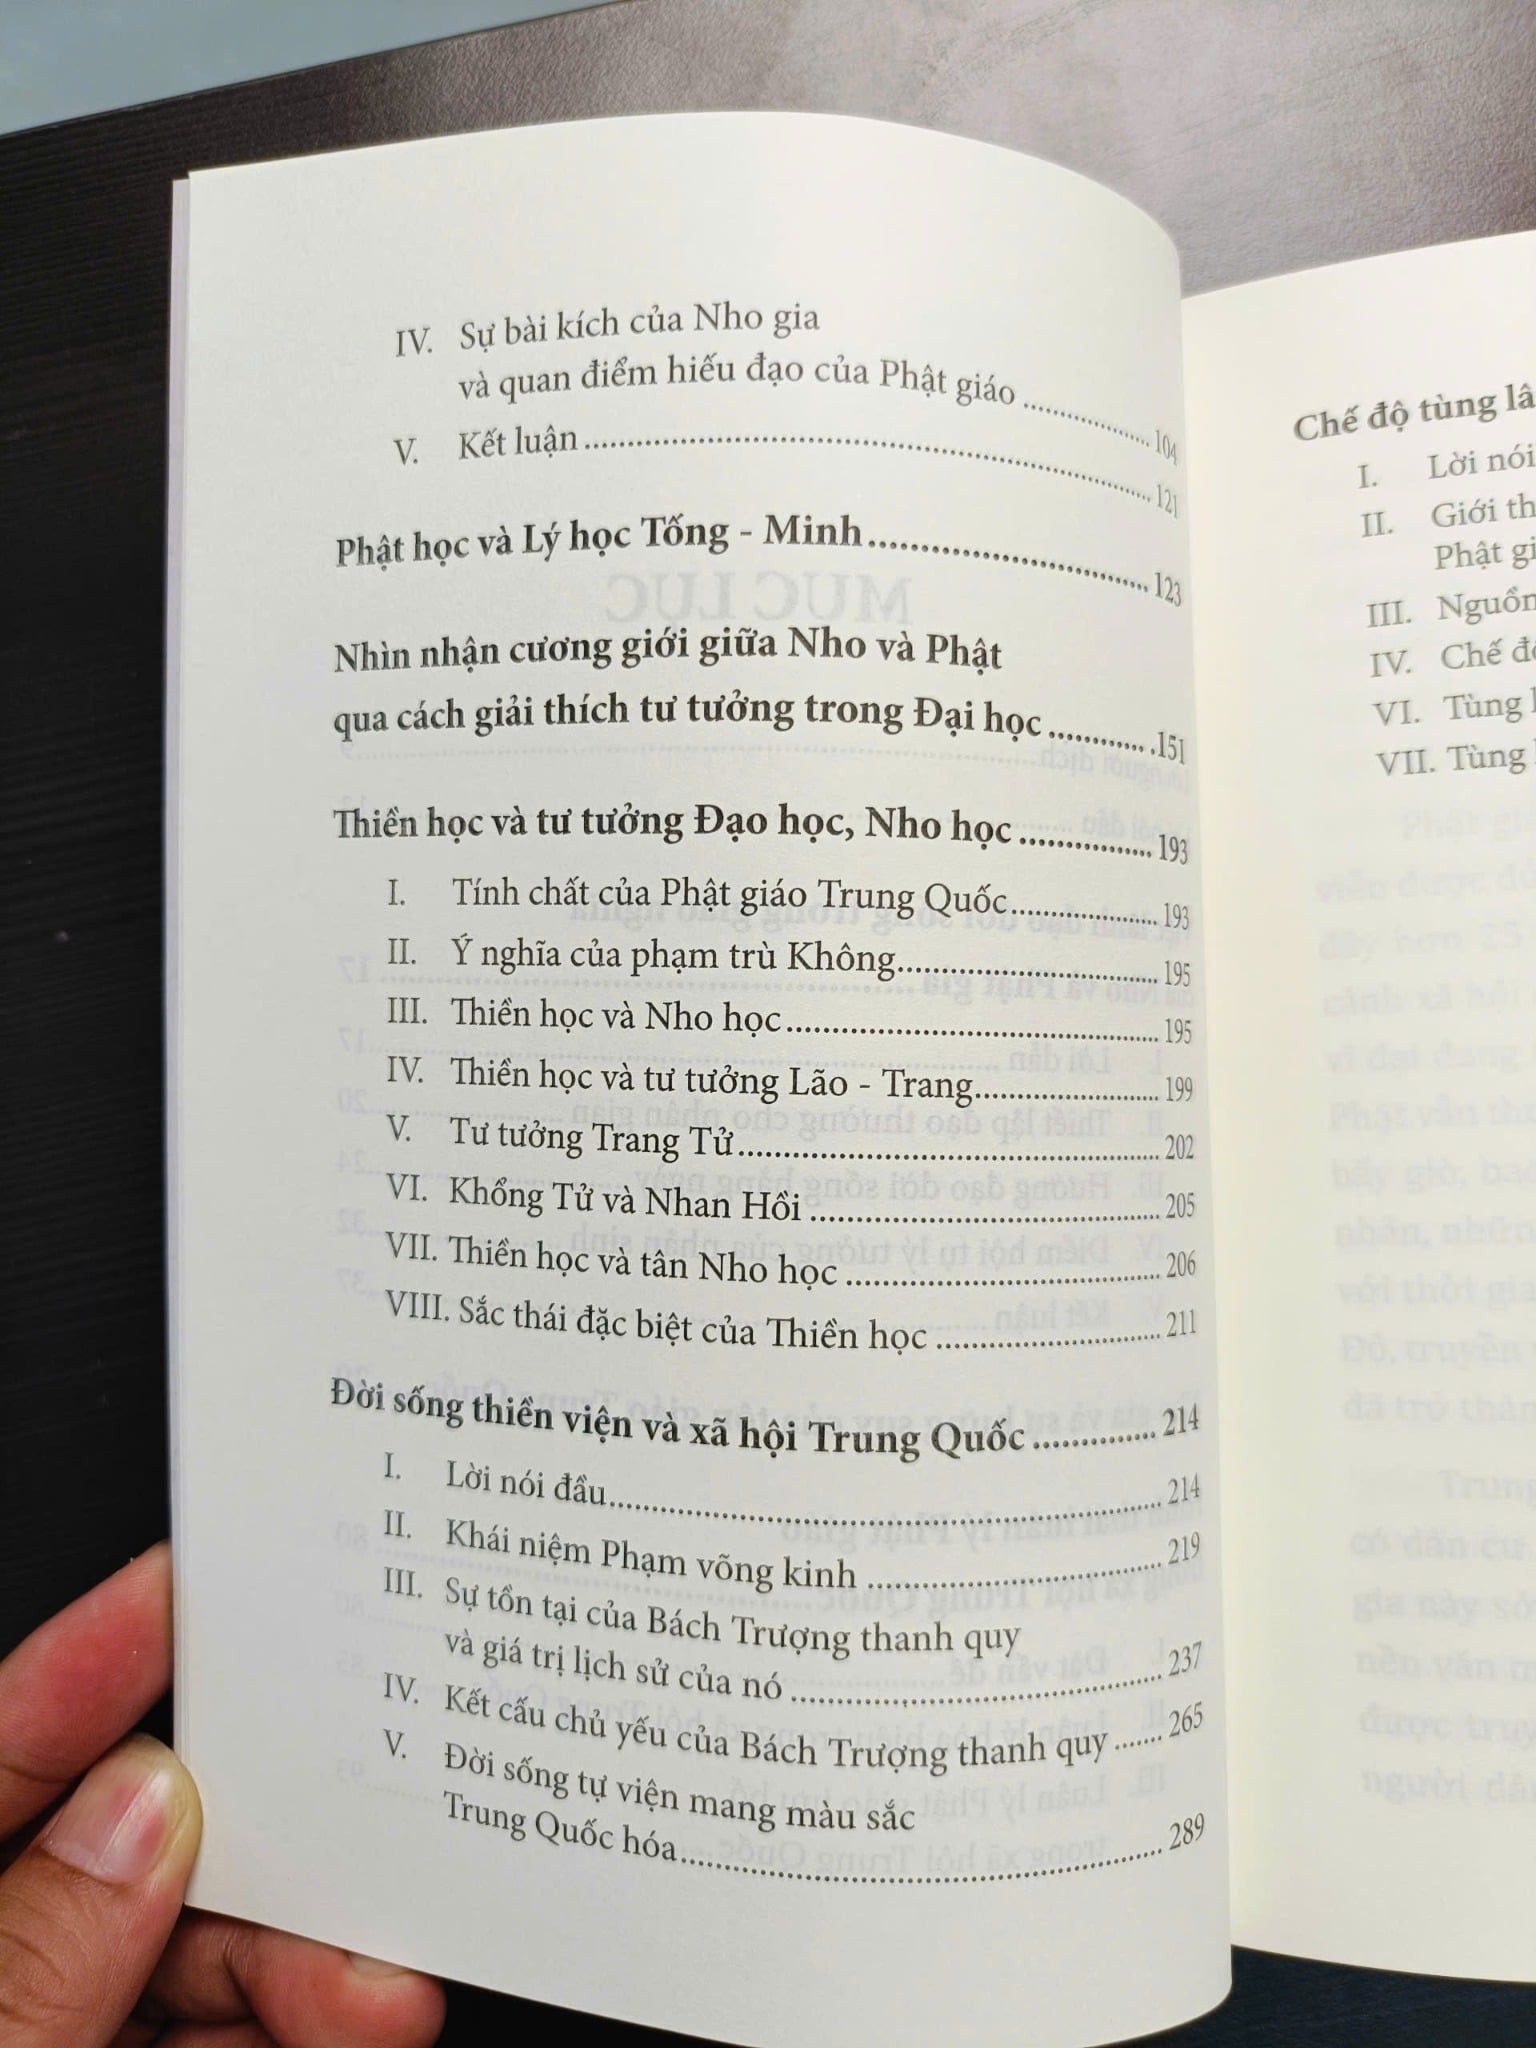 IV. Sự bài kích của Nho gia
và quan điểm hiếu đạo của Phật giáo ........................ 104
V. Kết luận ........................ 121
Phật học và Lý học Tống - Minh ........................ 123
Nhìn nhận cương giới giữa Nho và Phật
qua cách giải thích tư tưởng trong Đại học ............. 151
Thiền học và tư tưởng Đạo học, Nho học ................. 193
I. Tính chất của Phật giáo Trung Quốc ................. 193
II. Ý nghĩa của phạm trù Không ........................ 195
III. Thiền học và Nho học ........................ 195
IV. Thiền học và tư tưởng Lão - Trang ................. 199
V. Tư tưởng Trang Tử ........................ 202
VI. Khổng Tử và Nhan Hồi ........................ 205
VII. Thiền học và tân Nho học ........................ 206
VIII. Sắc thái đặc biệt của Thiền học ................. 211
Đời sống thiền viện và xã hội Trung Quốc ............... 214
I. Lời nói đầu ........................ 214
II. Khái niệm Phạm võng kinh ........................ 219
III. Sự tồn tại của Bách Trượng thanh quy
và giá trị lịch sử của nó ........................ 237
IV. Kết cấu chủ yếu của Bách Trượng thanh quy ....... 265
V. Đời sống tự viện mang màu sắc
Trung Quốc hóa ........................ 289
Chế độ tùng
I. Lời nói
II. Giới
Phật
III. Nguồn
IV. Chế
VI. Tùng
VII. Tùng